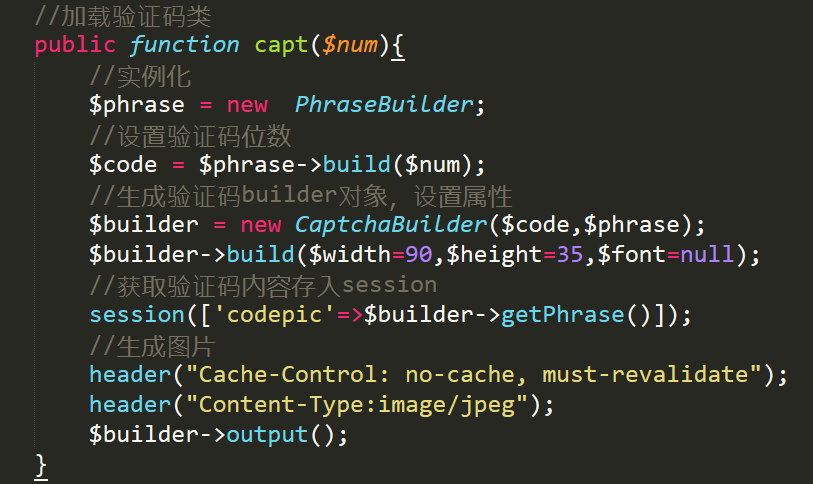 //加载验证码类
public function capt($num){
//实例化
$phrase = new  PhraseBuilder;
//设置验证码位数
$code = $phrase->build($num);
//生成验证码builder对象，设置属性
$builder = new CaptchaBuilder($code,$phrase);
$builder->build($width=90,$height=35,$font=null);
//获取验证码内容存入session
session(['codepic'=>$builder->getPhrase()]);
//生成图片
header("Cache-Control: no-cache, must-revalidate");
header("Content-Type:image/jpeg");
$builder->output();
}